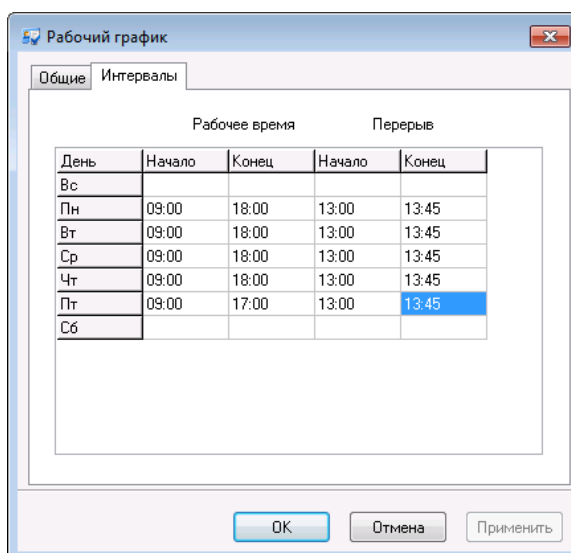 Рабочий график
Общие Интервалы
Рабочее время Перерыв
День Начало Конец Начало Конец
Вс
Пн 09:00 18:00 13:00 13:45
Вт 09:00 18:00 13:00 13:45
Ср 09:00 18:00 13:00 13:45
Чт 09:00 18:00 13:00 13:45
Пт 09:00 17:00 13:00 13:45
Сб
OK Отмена Применить